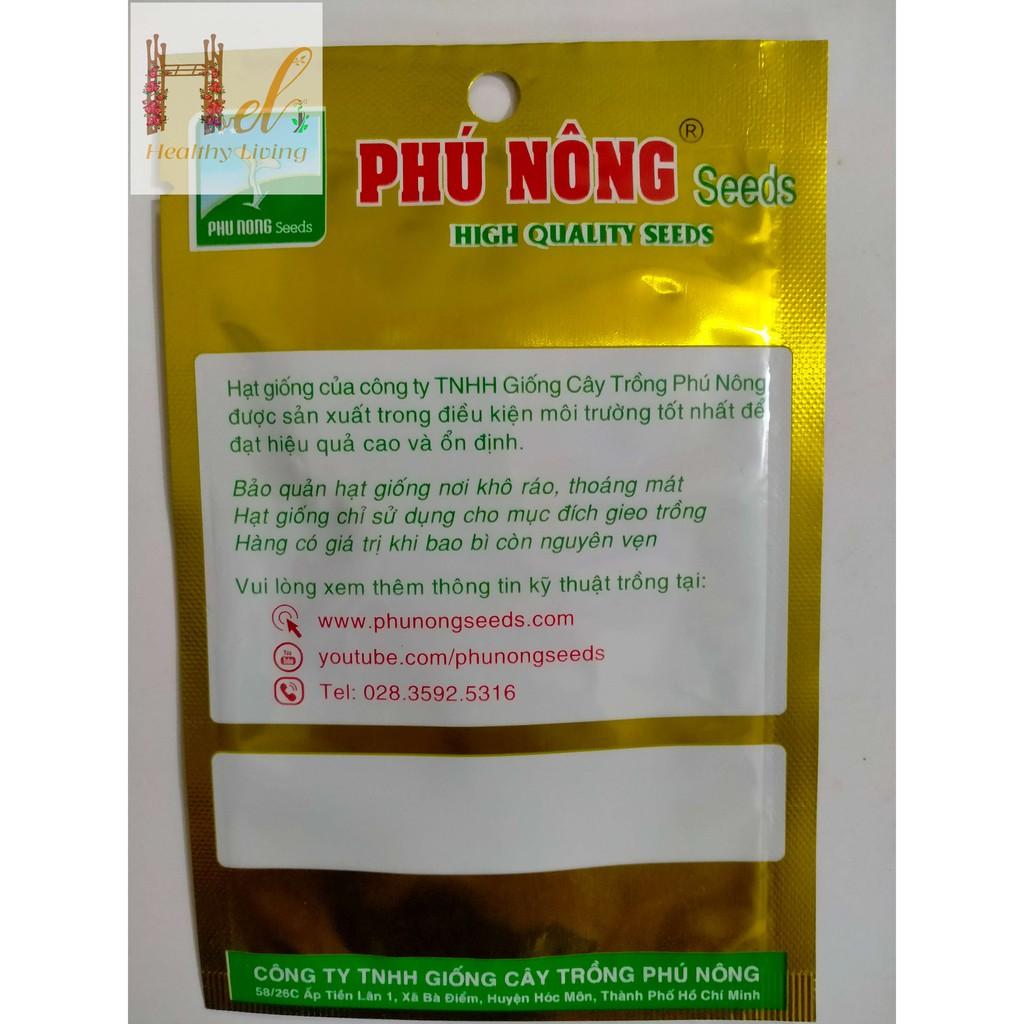 Hel
Healthy Living
PHU NONG Seeds
PHÚ NÔNG ® Seeds
HIGH QUALITY SEEDS
Hạt giống của công ty TNHH Giống Cây Trồng Phú Nông
được sản xuất trong điều kiện môi trường tốt nhất để
đạt hiệu quả cao và ổn định.
Bảo quản hạt giống nơi khô ráo, thoáng mát
Hạt giống chỉ sử dụng cho mục đích gieo trồng
Hàng có giá trị khi bao bì còn nguyên vẹn
Vui lòng xem thêm thông tin kỹ thuật trồng tại:
www.phunongseeds.com
You Tube
youtube.com/phunongseeds
Tel: 028.3592.5316
CÔNG TY TNHH GIỐNG CÂY TRỒNG PHÚ NÔNG
58/26C Ấp Tiền Lân 1, Xã Bà Điểm, Huyện Hóc Môn, Thành Phố Hồ Chí Minh